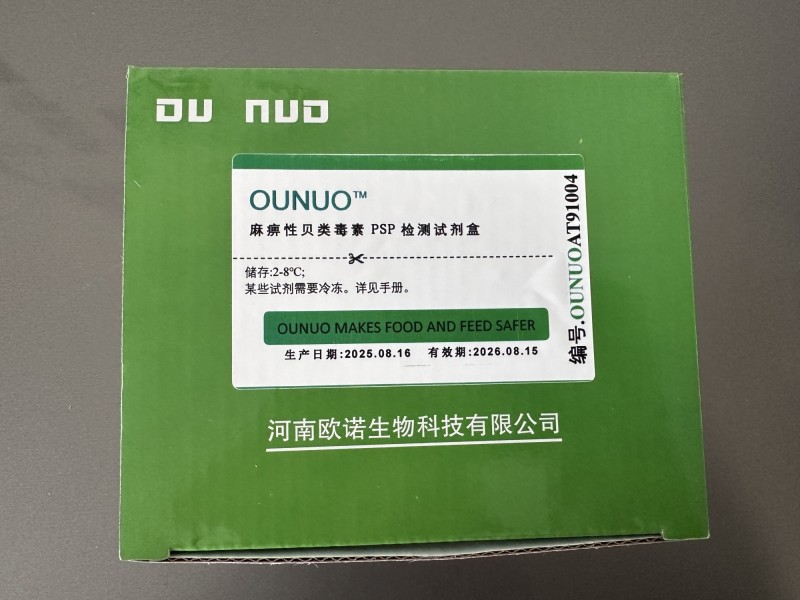 OU NUO
OUNUO™
麻痹性贝类毒素 PSP 检测试剂盒
储存:2-8℃;
某些试剂需要冷冻。详见手册。
OUNUO MAKES FOOD AND FEED SAFER
生产日期:2025.08.16 有效期:2026.08.15
编号.OUNUOAT91004
河南欧诺生物科技有限公司